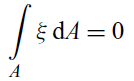 ∫_A ξ dA = 0